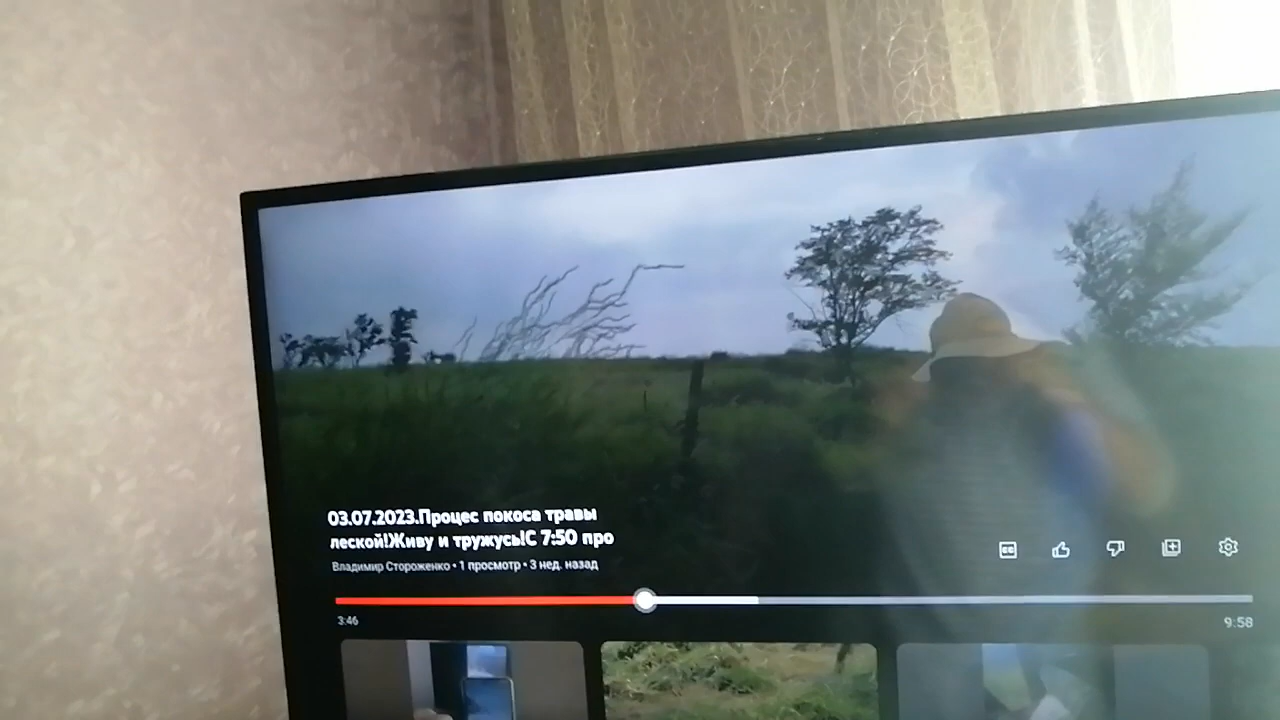 03.07.2023.Процес покоса травы
леской!Живу и тружусь!С 7:50 про
Владимир Стороженко • 1 просмотр • 3 нед. назад
3:46
9:58